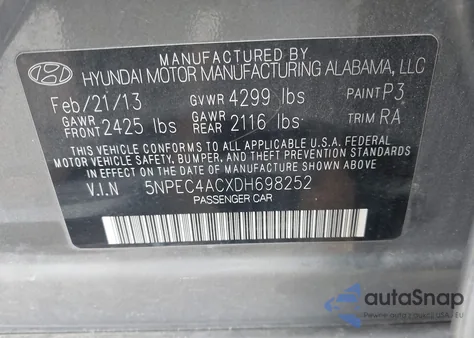 MANUFACTURED BY
HYUNDAI MOTOR MANUFACTURING ALABAMA, LLC
Feb/21/13 GVWR 4299 lbs PAINT P3
GAWR FRONT 2425 lbs GAWR REAR 2116 lbs TRIM RA
THIS VEHICLE CONFORMS TO ALL APPLICABLE U.S. FEDERAL
MOTOR VEHICLE SAFETY, BUMPER, AND THEFT PREVENTION STANDARDS
IN EFFECT ON THE DATE OF MANUFACTURE SHOWN ABOVE.
V.I.N 5NPEC4ACXDH698252
PASSENGER CAR
autoSnap